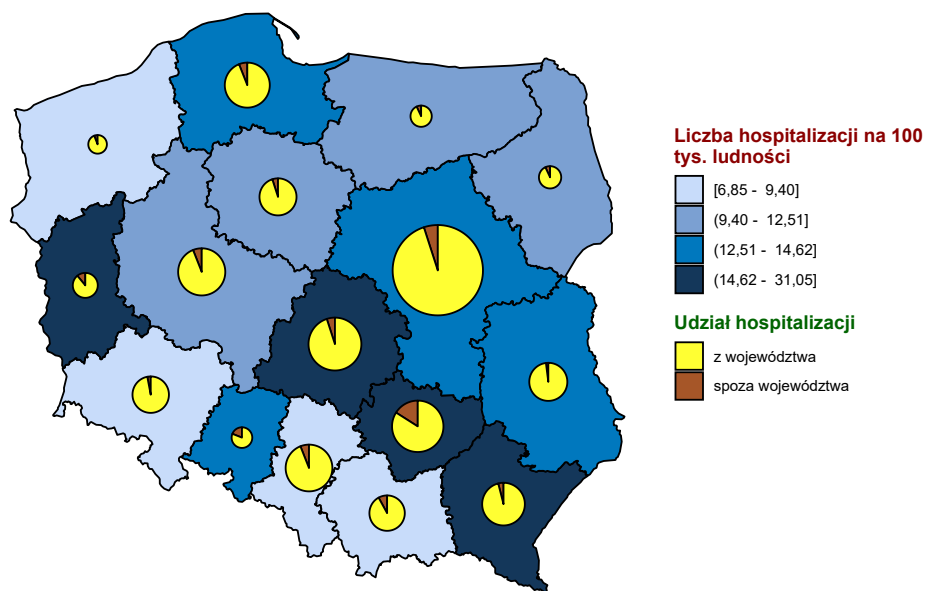 Liczba hospitalizacji na 100
tys. ludności
[6,85 - 9,40]
(9,40 - 12,51]
(12,51 - 14,62]
(14,62 - 31,05]
Udział hospitalizacji
z województwa
spoza województwa